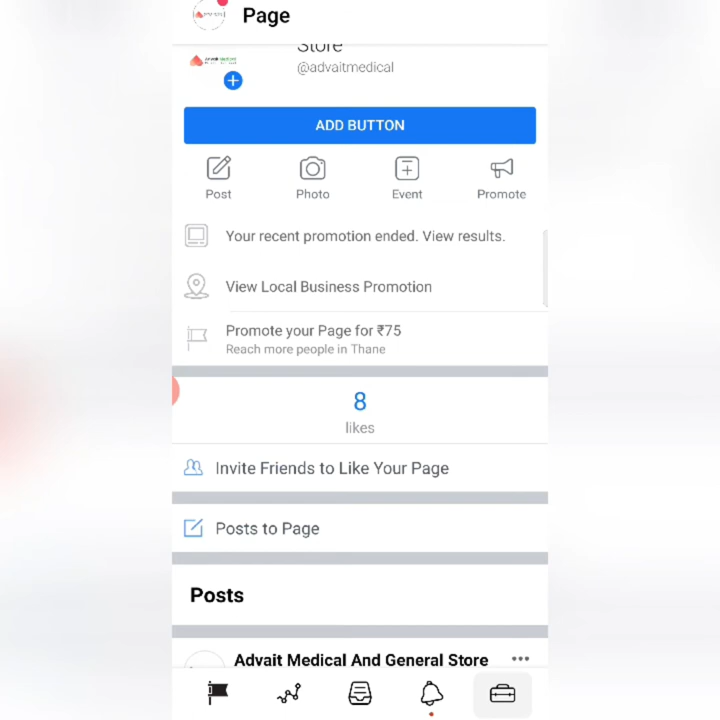 Page
Store
@advaitmedical
ADD BUTTON
Post
Photo
Event
Promote
Your recent promotion ended. View results.
View Local Business Promotion
Promote your Page for ₹75
Reach more people in Thane
8
likes
Invite Friends to Like Your Page
Posts to Page
Posts
Advait Medical And General Store